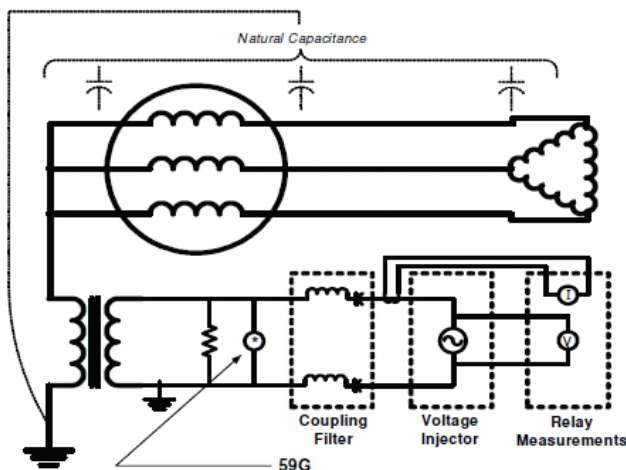 Natural Capacitance
*
I
V
Coupling
Filter
Voltage
Injector
Relay
Measurements
59G